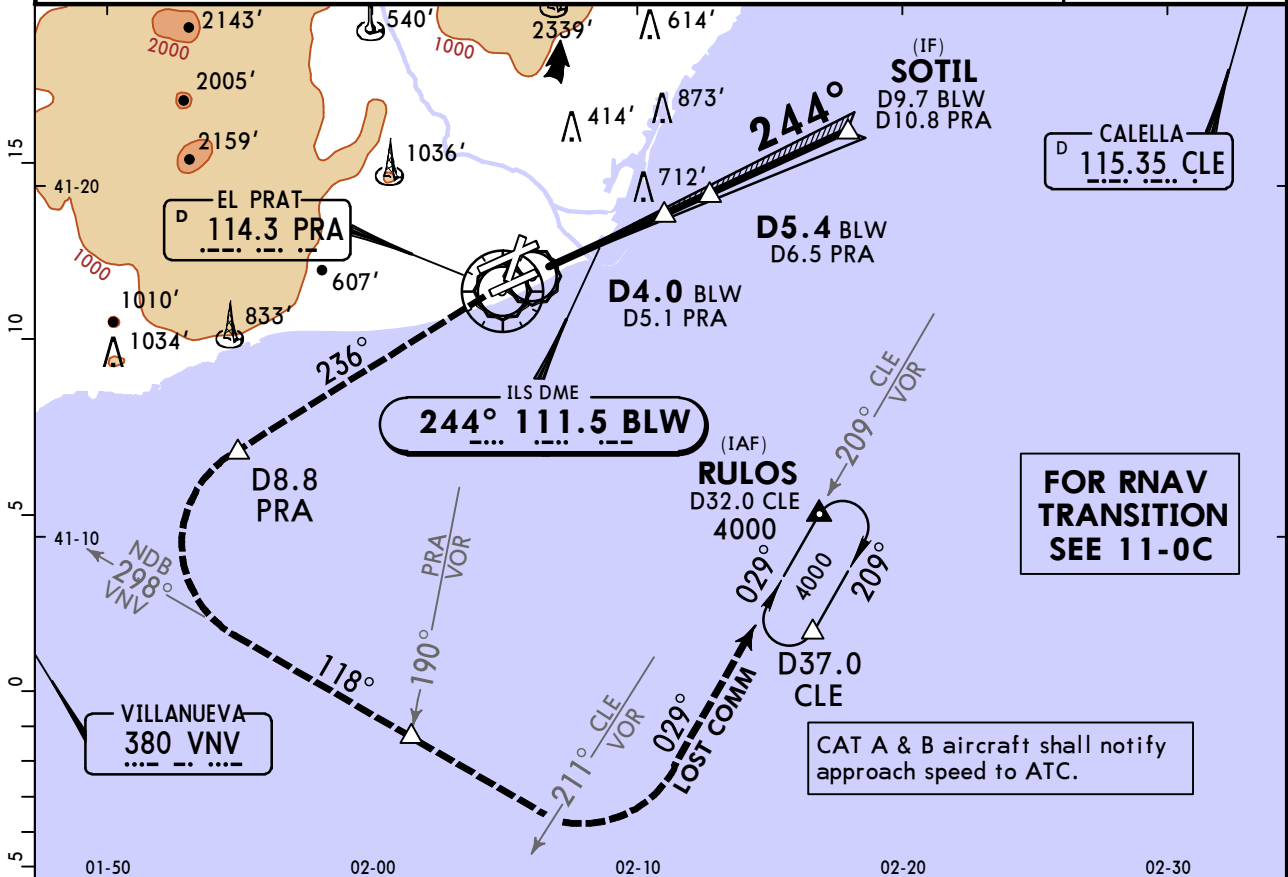 2143′
2000
2005′
2159′
540′
1000
2339′
614′
414′
873′
712′
1036′
244°
(IF)
SOTIL
D9.7 BLW
D10.8 PRA
CALELLA
D 115.35 CLE
15
41-20
EL PRAT
D 114.3 PRA
D5.4 BLW
D6.5 PRA
1000
607′
D4.0 BLW
D5.1 PRA
1010′
833′
1034′
10
236°
ILS DME
244° 111.5 BLW
209° CLE
VOR
(IAF)
RULOS
D32.0 CLE
4000
FOR RNAV
TRANSITION
SEE 11-0C
D8.8
PRA
5
41-10
NDB
298°
VNV
PRA
VOR
190°
029°
4000
209°
D37.0
CLE
118°
0
VILLANUEVA
380 VNV
211° CLE
VOR
029°
LOST COMM
CAT A & B aircraft shall notify
approach speed to ATC.
5
01-50
02-00
02-10
02-20
02-30